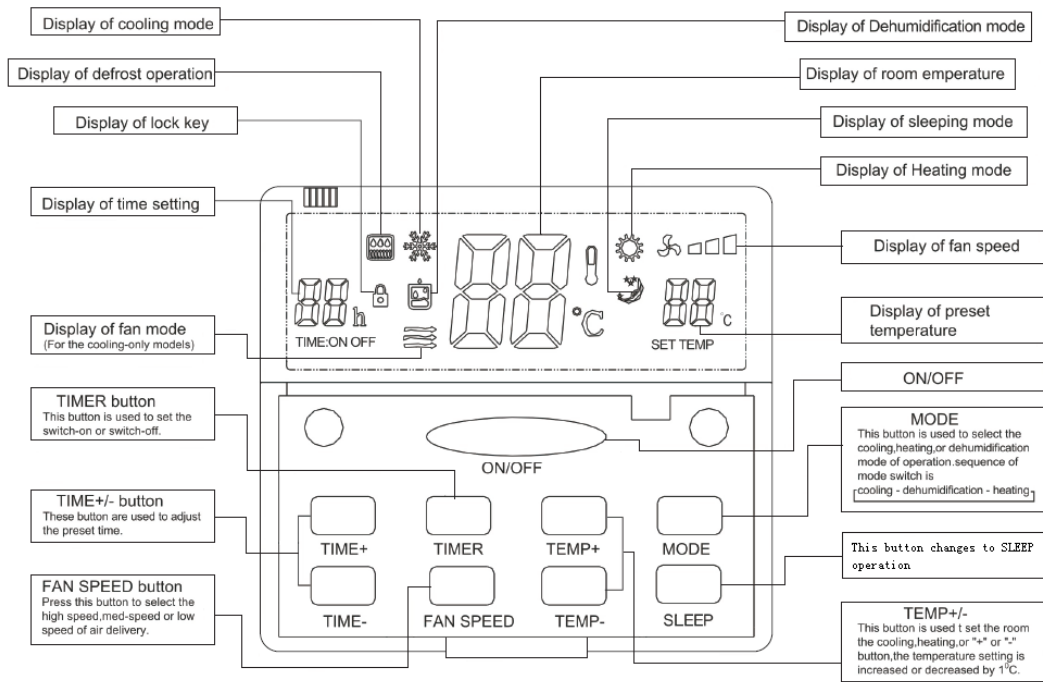 Display of cooling mode
Display of defrost operation
Display of lock key
Display of time setting
Display of fan mode
(For the cooling-only models)
TIMER button
This button is used to set the
switch-on or switch-off.
TIME+/- button
These button are used to adjust
the preset time.
FAN SPEED button
Press this button to select the
high speed,med-speed or low
speed of air delivery.
Display of Dehumidification mode
Display of room emperature
Display of sleeping mode
Display of Heating mode
Display of fan speed
Display of preset
temperature
ON/OFF
MODE
This button is used to select the
cooling,heating,or dehumidification
mode of operation.sequence of
mode switch is
cooling - dehumidification - heating
This button changes to SLEEP
operation
TEMP+/-
This button is used t set the room
the cooling,heating,or "+" or "-"
button,the temperature setting is
increased or decreased by 1°C.
88 h
TIME:ON OFF
88 °C
88 °C
SET TEMP
ON/OFF
TIME+
TIMER
TEMP+
MODE
TIME-
FAN SPEED
TEMP-
SLEEP